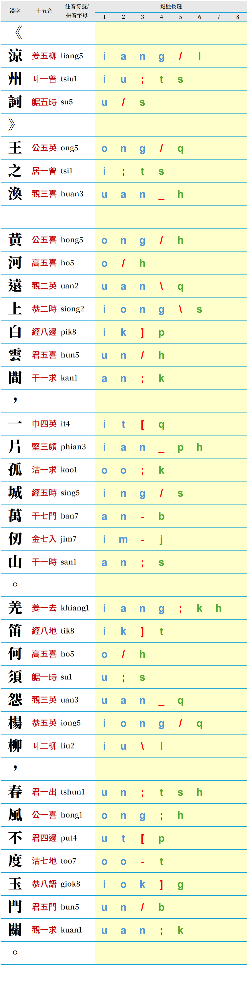 漢字 十五音 注音符號/拼音字母 鍵盤按鍵
1 2 3 4 5 6 7 8
《
涼 姜五柳 liang5 i a n g / l
州 ㄐ一曾 tsiu1 i u ; t s
詞 艍五時 su5 u / s
》
王 公五英 ong5 o n g / q
之 居一曾 tsi1 i ; t s
渙 觀三喜 huan3 u a n _ h
黃 公五喜 hong5 o n g / h
河 高五喜 ho5 o / h
遠 觀二英 uan2 u a n \ q
上 恭二時 siong2 i o n g \ s
白 經八邊 pik8 i k ] p
雲 君五喜 hun5 u n / h
間 干一求 kan1 a n ; k
，
一 巾四英 it4 i t [ q
片 堅三頗 phian3 i a n _ p h
孤 沽一求 koo1 o o ; k
城 經五時 sing5 i n g / s
萬 干七門 ban7 a n - b
仞 金七入 jim7 i m - j
山 干一時 san1 a n ; s
。
羌 姜一去 khiang1 i a n g ; k h
笛 經八地 tik8 i k ] t
何 高五喜 ho5 o / h
須 艍一時 su1 u ; s
怨 觀三英 uan3 u a n _ q
楊 恭五英 iong5 i o n g / q
柳 ㄐ二柳 liu2 i u \ l
，
春 君一出 tshun1 u n ; t s h
風 公一喜 hong1 o n g ; h
不 君四邊 put4 u t [ p
度 沽七地 too7 o o - t
玉 恭八語 giok8 i o k ] g
門 君五門 bun5 u n / b
關 觀一求 kuan1 u a n ; k
。